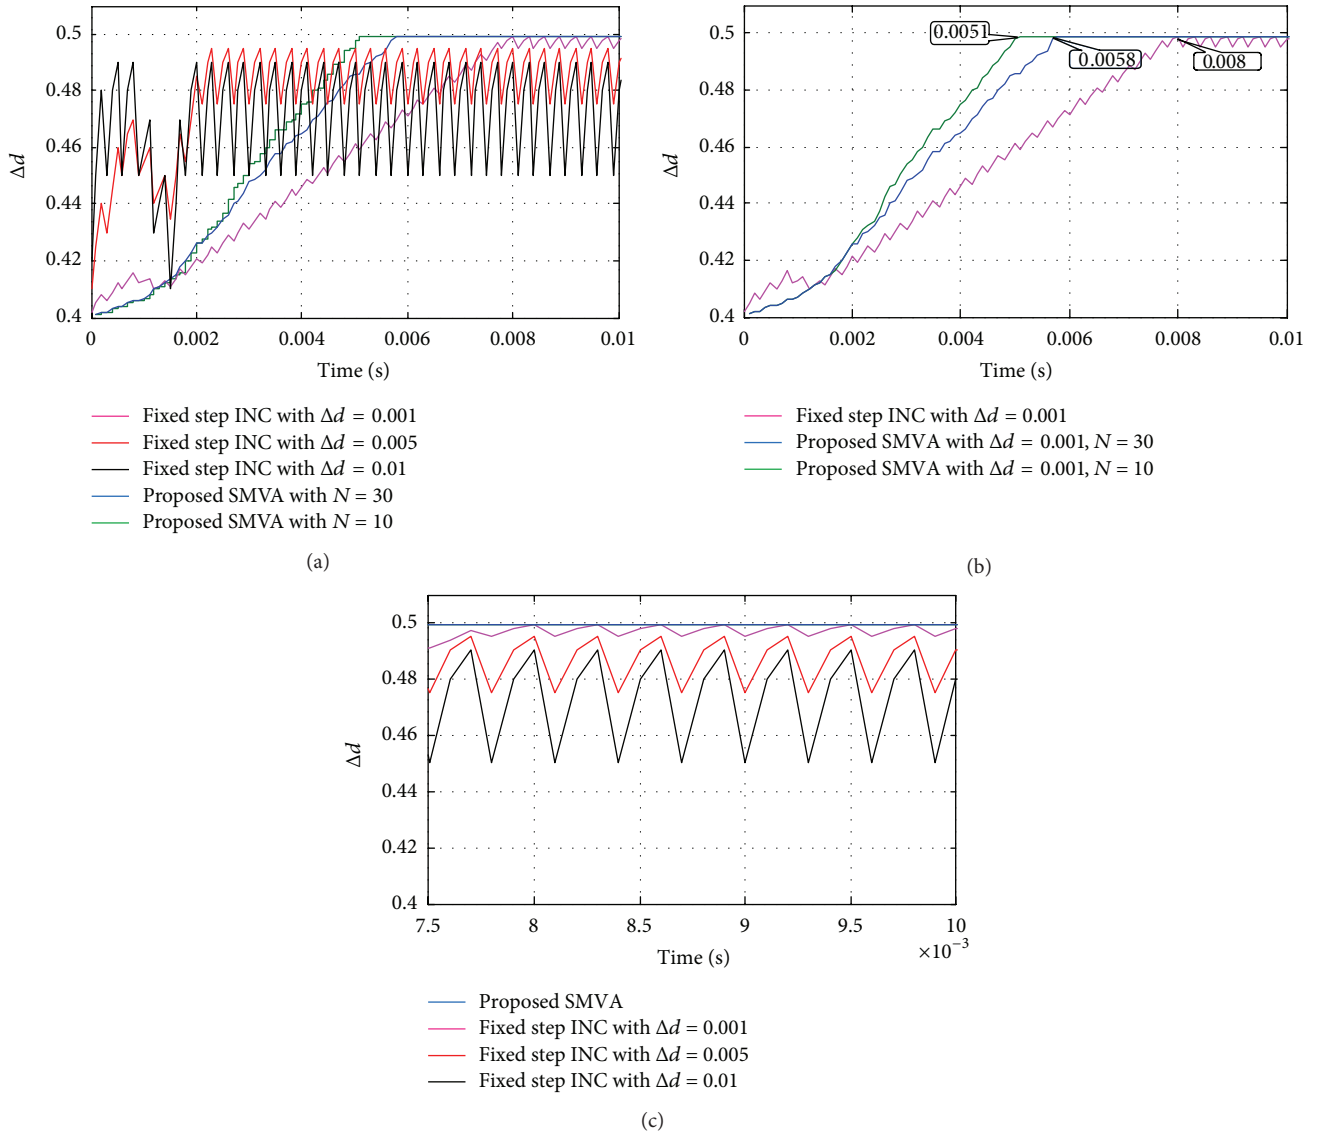 0.5
0.48
0.46
0.44
0.42
0.4
Δd
0 0.002 0.004 0.006 0.008 0.01
Time (s)
Fixed step INC with Δd = 0.001
Fixed step INC with Δd = 0.005
Fixed step INC with Δd = 0.01
Proposed SMVA with N = 30
Proposed SMVA with N = 10
(a)
0.5
0.48
0.46
0.44
0.42
0.4
Δd
0.0051
0.0058
0.008
0 0.002 0.004 0.006 0.008 0.01
Time (s)
Fixed step INC with Δd = 0.001
Proposed SMVA with Δd = 0.001, N = 30
Proposed SMVA with Δd = 0.001, N = 10
(b)
0.5
0.48
0.46
0.44
0.42
0.4
Δd
7.5 8 8.5 9 9.5 10
Time (s)
×10⁻³
Proposed SMVA
Fixed step INC with Δd = 0.001
Fixed step INC with Δd = 0.005
Fixed step INC with Δd = 0.01
(c)